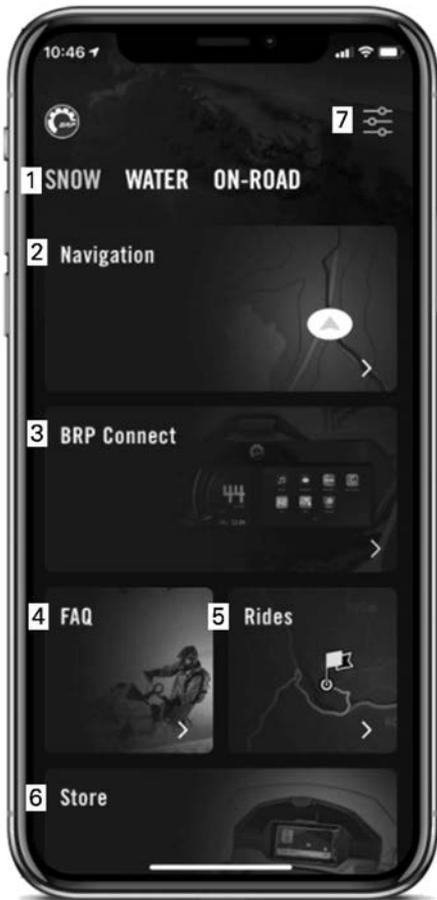 10:46
7
1 SNOW WATER ON-ROAD
2 Navigation
3 BRP Connect
4 FAQ 5 Rides
6 Store